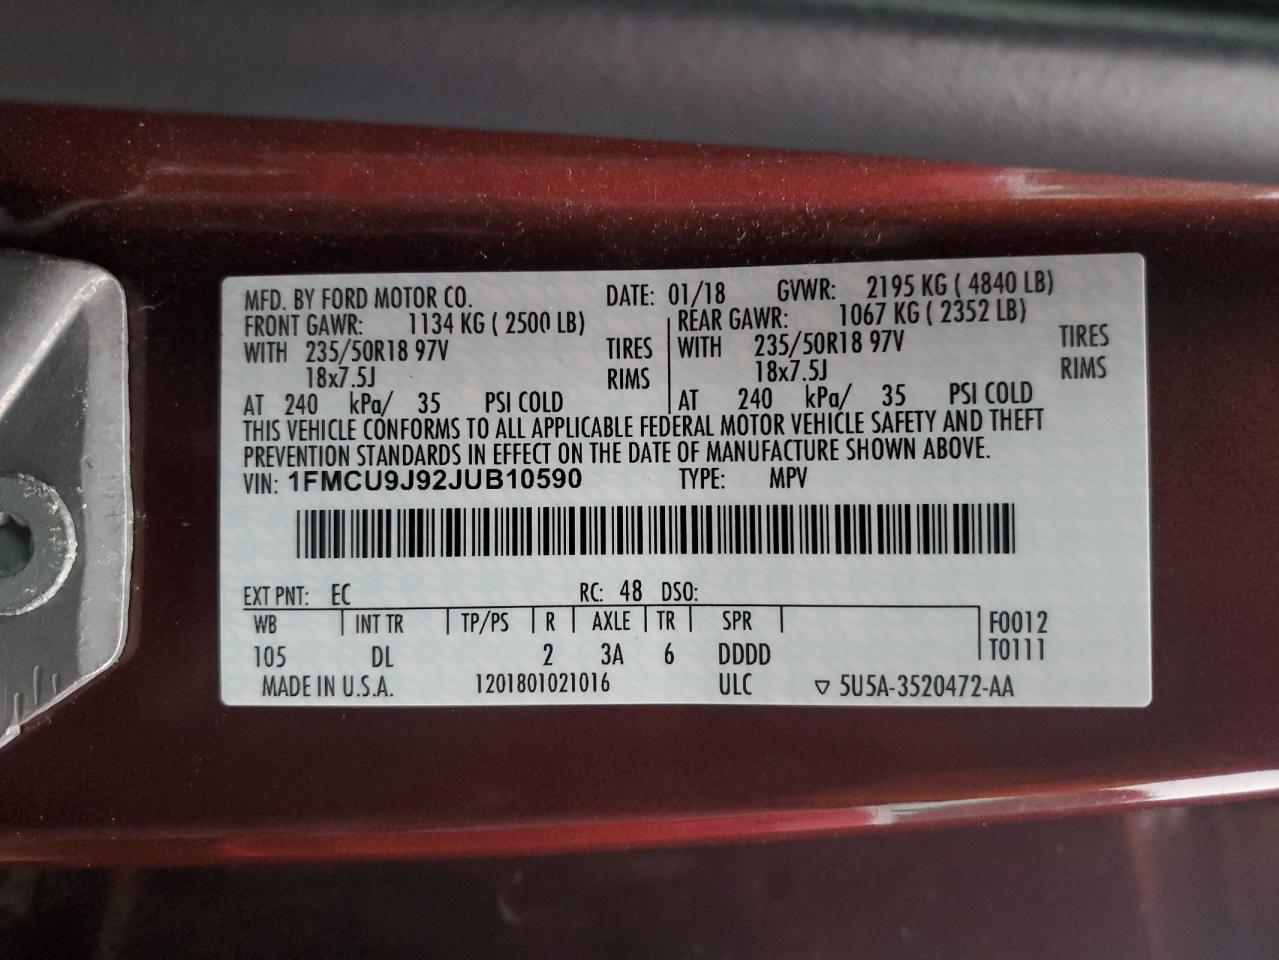 MFD. BY FORD MOTOR CO. DATE: 01/18 GVWR: 2195 KG ( 4840 LB)
FRONT GAWR: 1134 KG ( 2500 LB) REAR GAWR: 1067 KG ( 2352 LB)
WITH 235/50R18 97V TIRES WITH 235/50R18 97V TIRES
18x7.5J RIMS 18x7.5J RIMS
AT 240 kPa/ 35 PSI COLD AT 240 kPa/ 35 PSI COLD
THIS VEHICLE CONFORMS TO ALL APPLICABLE FEDERAL MOTOR VEHICLE SAFETY AND THEFT
PREVENTION STANDARDS IN EFFECT ON THE DATE OF MANUFACTURE SHOWN ABOVE.
VIN: 1FMCU9J92JUB10590 TYPE: MPV
EXT PNT: EC RC: 48 DSO:
WB INT TR TP/PS R AXLE TR SPR F0012
105 DL 2 3A 6 DDDD T0111
MADE IN U.S.A. 1201801021016 ULC ▽ 5U5A-3520472-AA